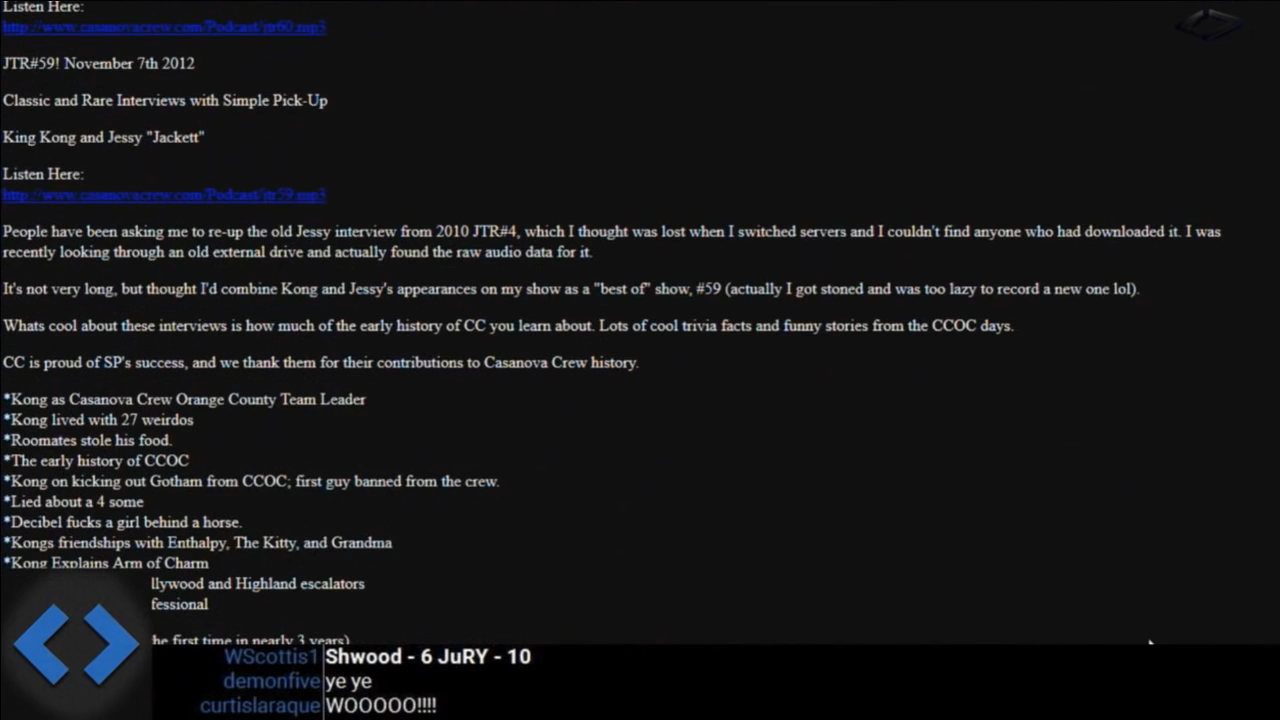 Listen Here:
http://www.casanovacrew.com/Podcast/jtr60.mp3
JTR#59! November 7th 2012
Classic and Rare Interviews with Simple Pick-Up
King Kong and Jessy "Jackett"
Listen Here:
http://www.casanovacrew.com/Podcast/jtr59.mp3
People have been asking me to re-up the old Jessy interview from 2010 JTR#4, which I thought was lost when I switched servers and I couldn't find anyone who had downloaded it. I was
recently looking through an old external drive and actually found the raw audio data for it.
It's not very long, but thought I'd combine Kong and Jessy's appearances on my show as a "best of" show, #59 (actually I got stoned and was too lazy to record a new one lol).
Whats cool about these interviews is how much of the early history of CC you learn about. Lots of cool trivia facts and funny stories from the CCOC days.
CC is proud of SP's success, and we thank them for their contributions to Casanova Crew history.
*Kong as Casanova Crew Orange County Team Leader
*Kong lived with 27 weirdos
*Roomates stole his food.
*The early history of CCOC
*Kong on kicking out Gotham from CCOC; first guy banned from the crew.
*Lied about a 4 some
*Decibel fucks a girl behind a horse.
*Kongs friendships with Enthalpy, The Kitty, and Grandma
*Kong Explains Arm of Charm
llywood and Highland escalators
fessional
he first time in nearly 3 years)
WScottis1 Shwood - 6 JuRY - 10
demonfive ye ye
curtislaraque WOOOOO!!!!